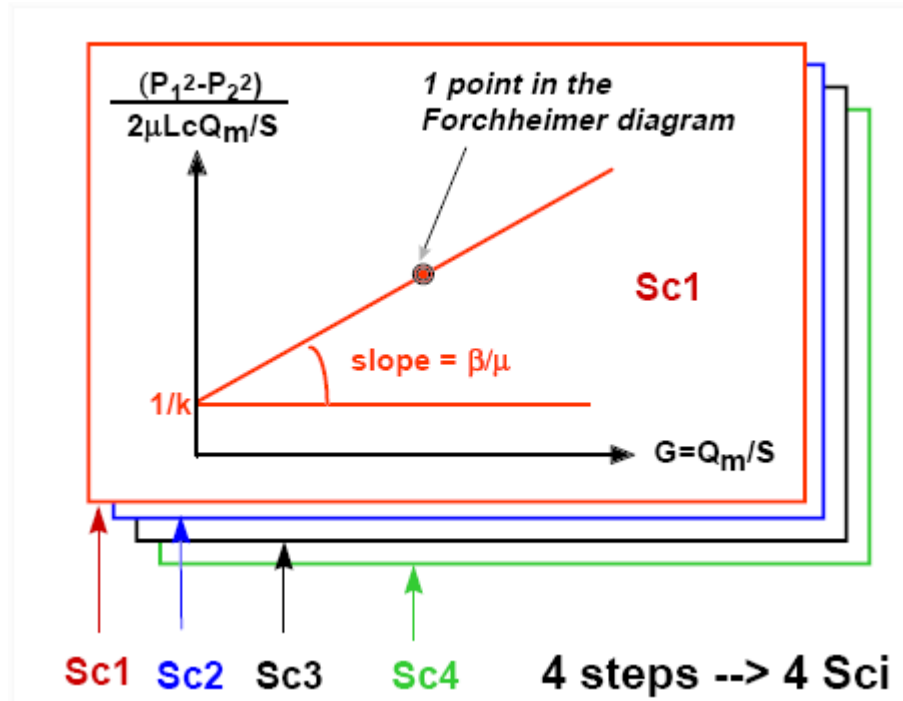 (P₁²-P₂²)
2μLcQₘ/S
1 point in the
Forchheimer diagram
Sc1
slope = β/μ
1/k
G=Qₘ/S
Sc1 Sc2 Sc3 Sc4 4 steps --> 4 Sci